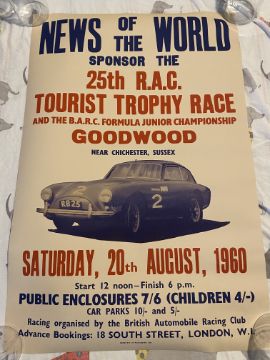 NEWS OF THE WORLD
SPONSOR THE
25th R.A.C.
TOURIST TROPHY RACE
AND THE B.A.R.C. FORMULA JUNIOR CHAMPIONSHIP
GOODWOOD
NEAR CHICHESTER, SUSSEX
2
2
RB 25
SATURDAY, 20th AUGUST, 1960
Start 12 noon—Finish 6 p.m.
PUBLIC ENCLOSURES 7/6 (CHILDREN 4/-)
CAR PARKS 10/- and 5/-
Racing organised by the British Automobile Racing Club
Advance Bookings: 18 SOUTH STREET, LONDON, W.1.